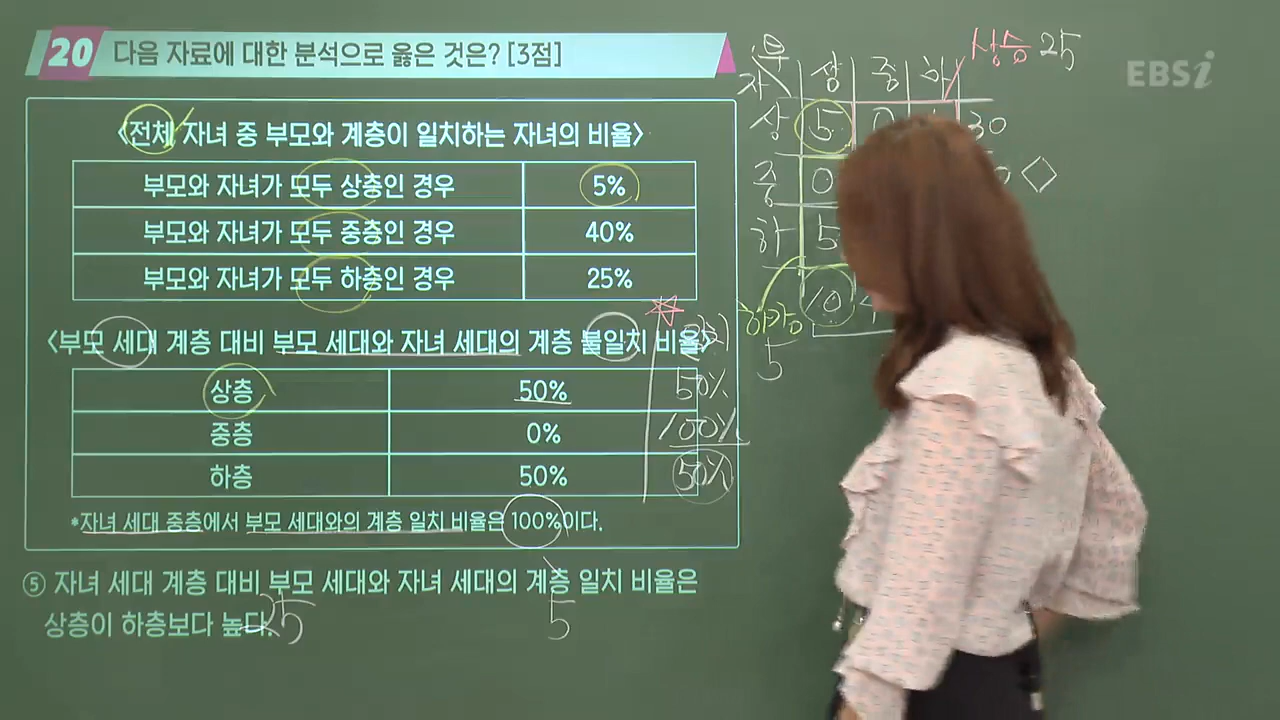 20 다음 자료에 대한 분석으로 옳은 것은? [3점]
EBSi
<전체 자녀 중 부모와 계층이 일치하는 자녀의 비율>
부모와 자녀가 모두 상층인 경우 5%
부모와 자녀가 모두 중층인 경우 40%
부모와 자녀가 모두 하층인 경우 25%
<부모 세대 계층 대비 부모 세대와 자녀 세대의 계층 불일치 비율>
상층 50% 50%
중층 0% 100%
하층 50% 50%
*자녀 세대 중층에서 부모 세대와의 계층 일치 비율은 100%이다.
⑤ 자녀 세대 계층 대비 부모 세대와 자녀 세대의 계층 일치 비율은
상층이 하층보다 높다.
25 5
부
자 상 중 하
상승 25
상 5 0 30
중 0
하 5
10
하강
5